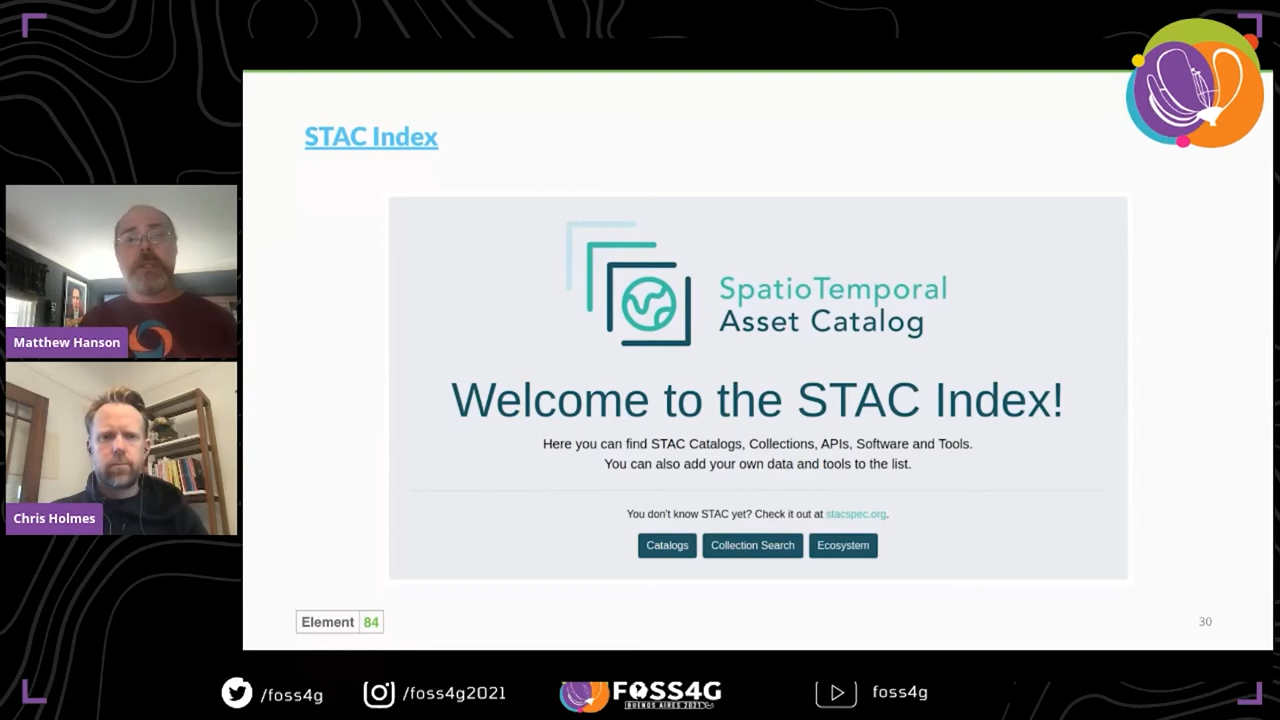 STAC Index
SpatioTemporal
Asset Catalog
Welcome to the STAC Index!
Here you can find STAC Catalogs, Collections, APIs, Software and Tools.
You can also add your own data and tools to the list.
You don't know STAC yet? Check it out at stacspec.org.
Catalogs
Collection Search
Ecosystem
Element 84
30
Matthew Hanson
Chris Holmes
/foss4g
/foss4g2021
FOSS4G
BUENOS AIRES 2021
foss4g